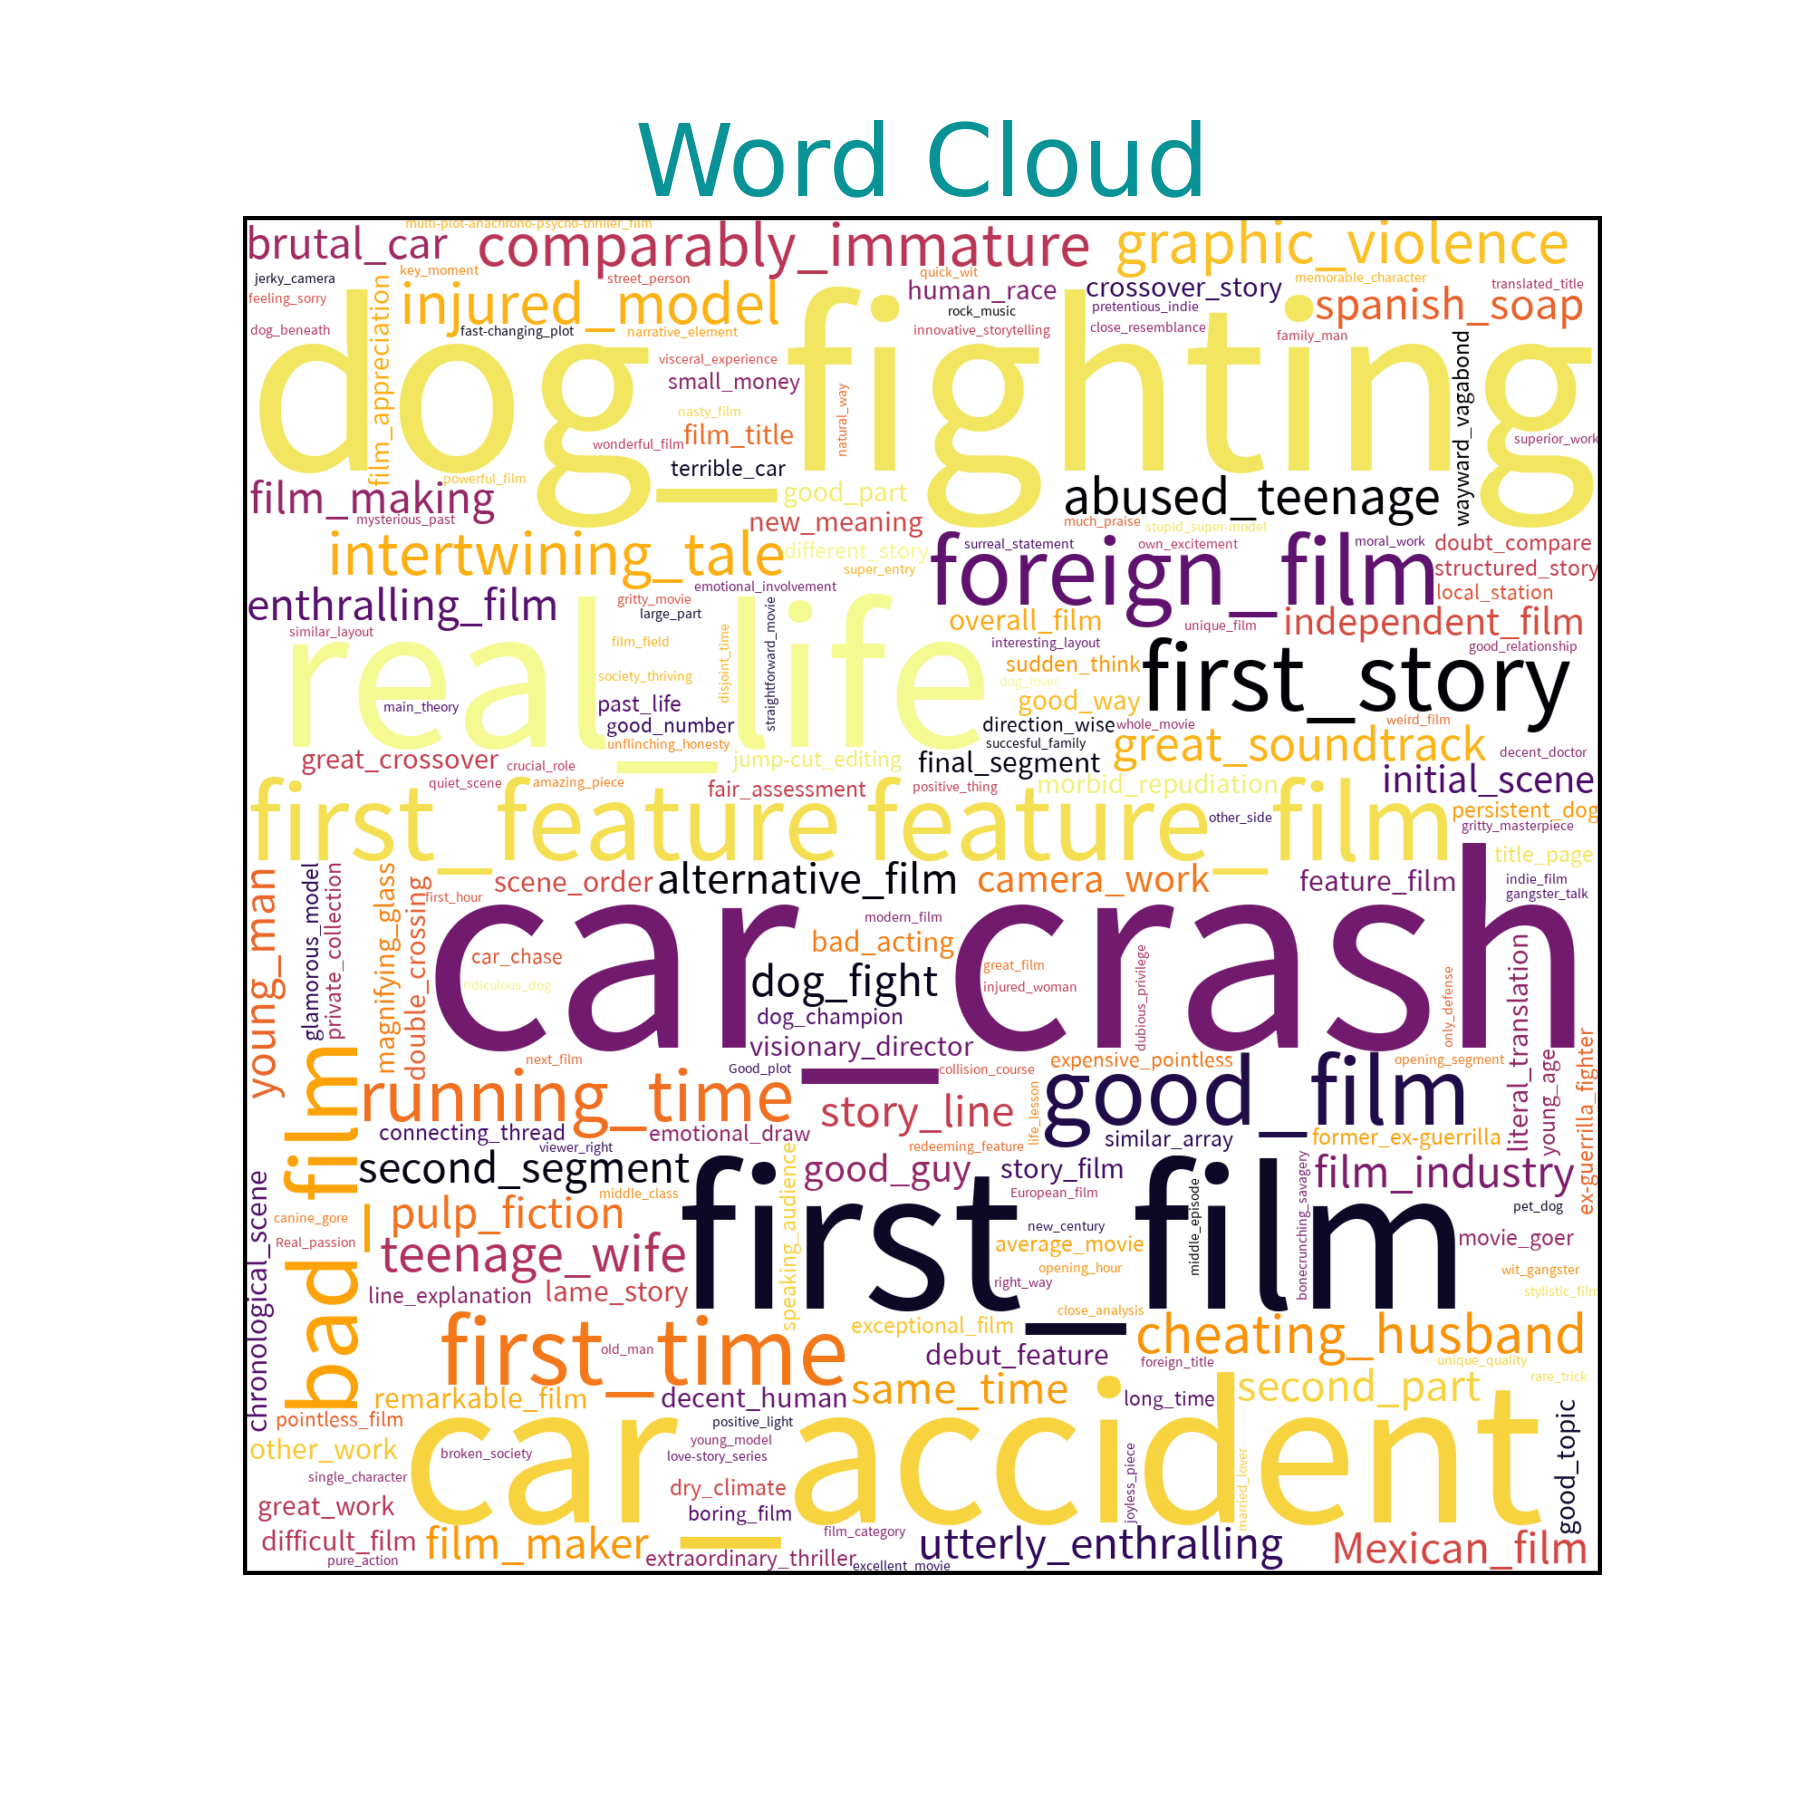 Word Cloud
multi-plot-anachrono-psycho-thriller_film
brutal_car
comparably_immature
graphic_violence
jerky_camera
key_moment
street_person
quick_wit
memorable_character
translated_title
feeling_sorry
film_appreciation
injured_model
human_race
crossover_story
spanish_soap
rock_music
pretentious_indie
dog_beneath
fast-changing_plot
narrative_element
innovative_storytelling
close_resemblance
family_man
dog_fighting
visceral_experience
small_money
natural_way
wayward_vagabond
nasty_film
film_title
wonderful_film
superior_work
terrible_car
powerful_film
film_making
good_part
abused_teenage
mysterious_past
new_meaning
much_praise
stupid_super-model
intertwining_tale
different_story
foreign_film
surreal_statement
own_excitement
moral_work
doubt_compare
super_entry
structured_story
emotional_involvement
local_station
enthralling_film
gritty_movie
large_part
straightforward_movie
overall_film
unique_film
independent_film
similar_layout
film_field
disjoint_time
interesting_layout
good_relationship
real_life
society_thriving
sudden_think
first_story
dog_lover
main_theory
past_life
good_way
good_number
direction_wise
whole_movie
weird_film
unflinching_honesty
succesful_family
great_soundtrack
decent_doctor
great_crossover
crucial_role
jump-cut_editing
final_segment
quiet_scene
amazing_piece
fair_assessment
positive_thing
morbid_repudiation
initial_scene
first_feature
feature_film
other_side
persistent_dog
gritty_masterpiece
title_page
young_man
glamorous_model
private_collection
magnifying_glass
double_crossing
first_hour
scene_order
alternative_film
camera_work
feature_film
indie_film
gangster_talk
car_crash
modern_film
bad_acting
car_chase
dog_fight
great_film
dubious_privilege
only_defense
literal_translation
ridiculous_dog
injured_woman
dog_champion
visionary_director
next_film
Good_plot
collision_course
expensive_pointless
opening_segment
young_age
ex-guerrilla_fighter
bad_film
running_time
story_line
life_lesson
good_film
connecting_thread
emotional_draw
viewer_right
redeeming_feature
similar_array
former_ex-guerrilla
second_segment
speaking_audience
good_guy
story_film
bonecrunching_savagery
film_industry
chronological_scene
middle_class
European_film
middle_episode
pet_dog
canine_gore
pulp_fiction
first_film
new_century
Real_passion
teenage_wife
average_movie
movie_goer
opening_hour
wit_gangster
right_way
line_explanation
lame_story
stylistic_film
close_analysis
first_time
old_man
exceptional_film
cheating_husband
debut_feature
foreign_title
unique_quality
rare_trick
remarkable_film
decent_human
same_time
long_time
second_part
good_topic
pointless_film
positive_light
other_work
car_accident
broken_society
young_model
love-story_series
joyless_piece
married_lover
single_character
dry_climate
great_work
boring_film
difficult_film
film_maker
film_category
utterly_enthralling
Mexican_film
pure_action
extraordinary_thriller
excellent_movie